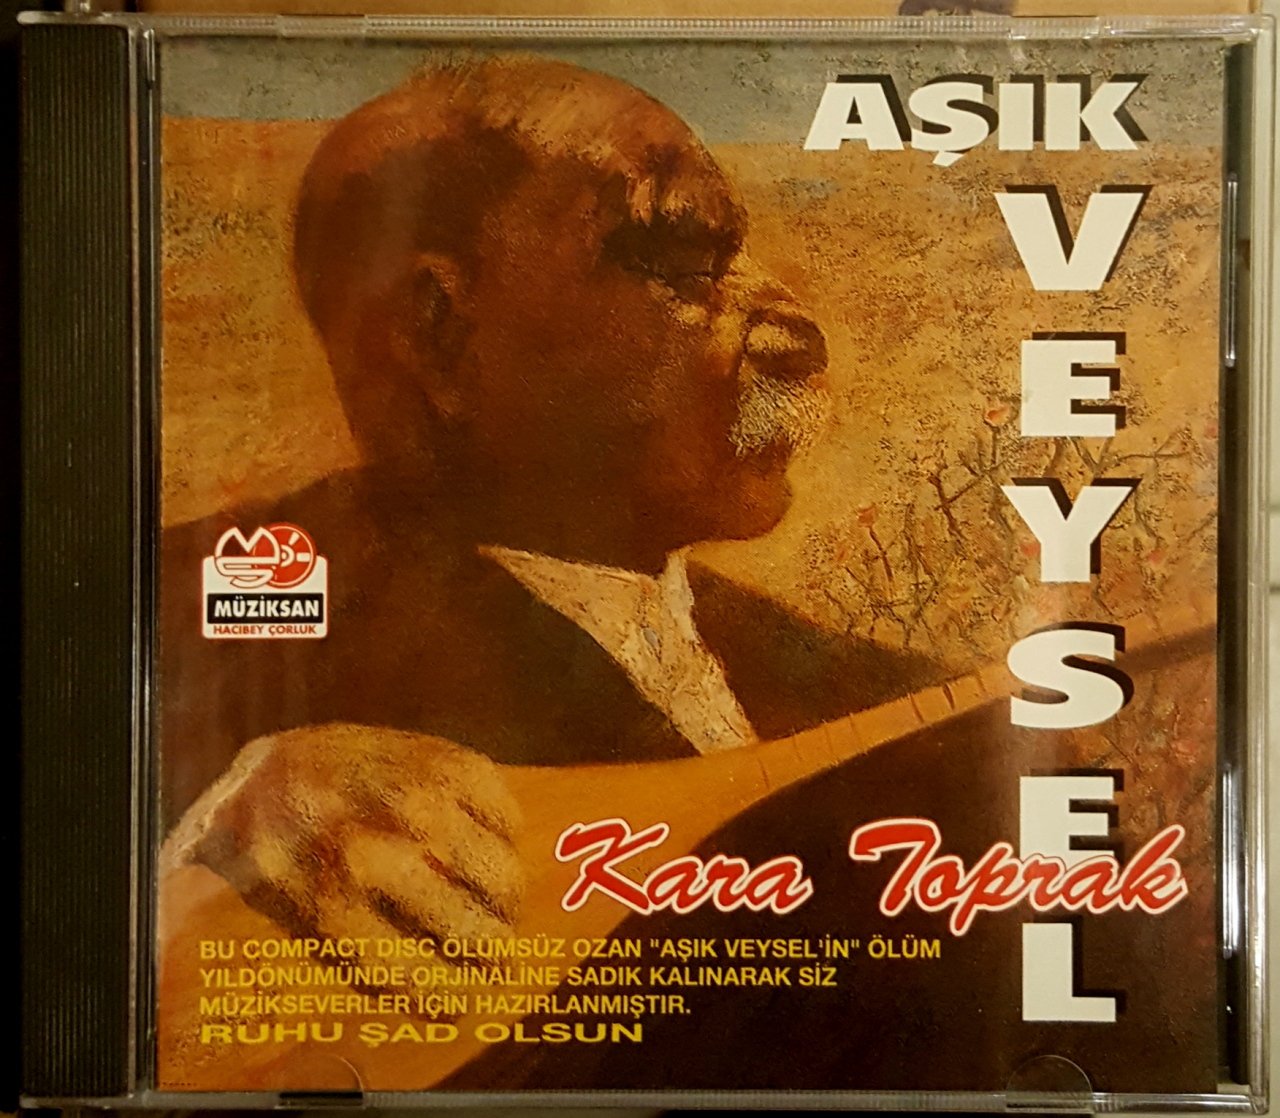 AŞIK
VEYSEL
MÜZİKSAN
HACIBEY ÇORLUK
Kara Toprak
BU COMPACT DISC ÖLÜMSÜZ OZAN "AŞIK VEYSEL'İN" ÖLÜM
YILDÖNÜMÜNDE ORJİNALİNE SADIK KALINARAK SİZ
MÜZİKSEVERLER İÇİN HAZIRLANMIŞTIR.
RUHU ŞAD OLSUN